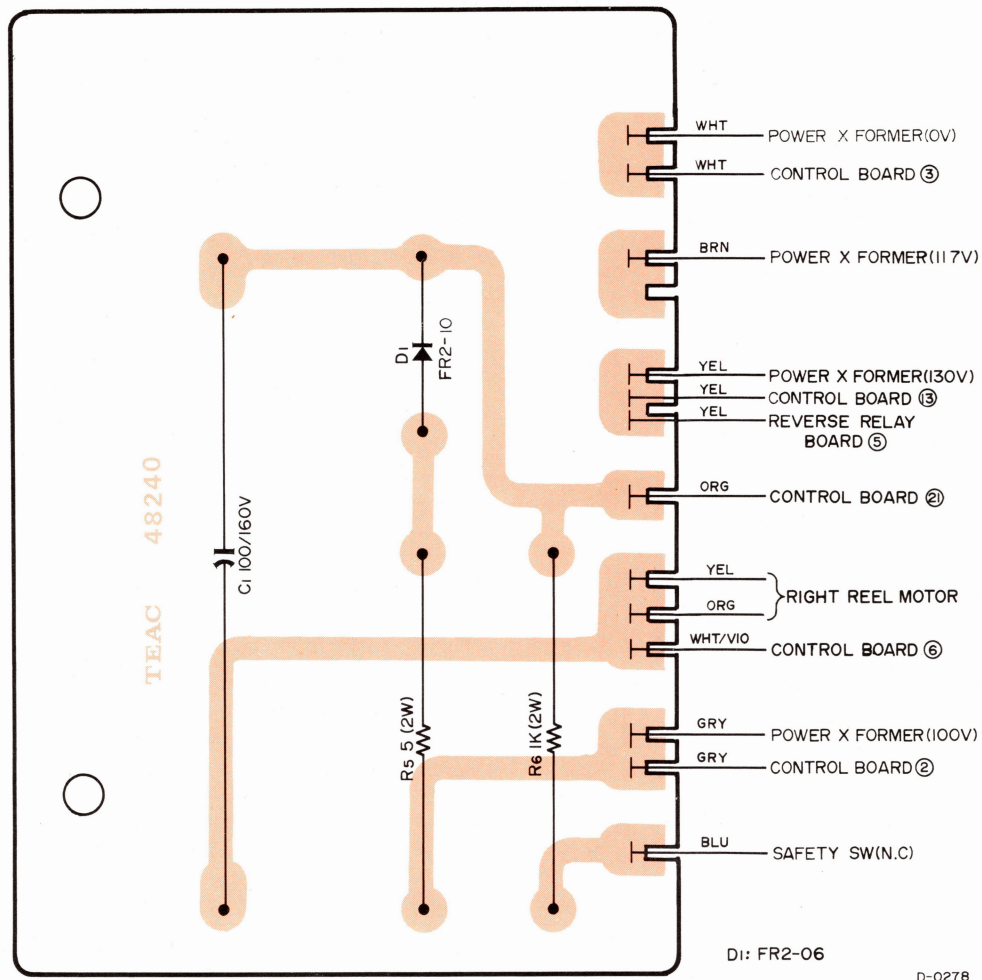 WHT POWER X FORMER(0V)
WHT CONTROL BOARD ③
BRN POWER X FORMER(117V)
D1
FR2-10
YEL POWER X FORMER(130V)
YEL CONTROL BOARD ⑬
YEL REVERSE RELAY
BOARD ⑤
TEAC 48240
ORG CONTROL BOARD ㉑
C1 100/160V
YEL
RIGHT REEL MOTOR
ORG
WHT/VIO CONTROL BOARD ⑥
R5 5 (2W)
R6 1K(2W)
GRY POWER X FORMER(100V)
GRY CONTROL BOARD ②
BLU SAFETY SW(N.C)
D1: FR2-06
D-0278